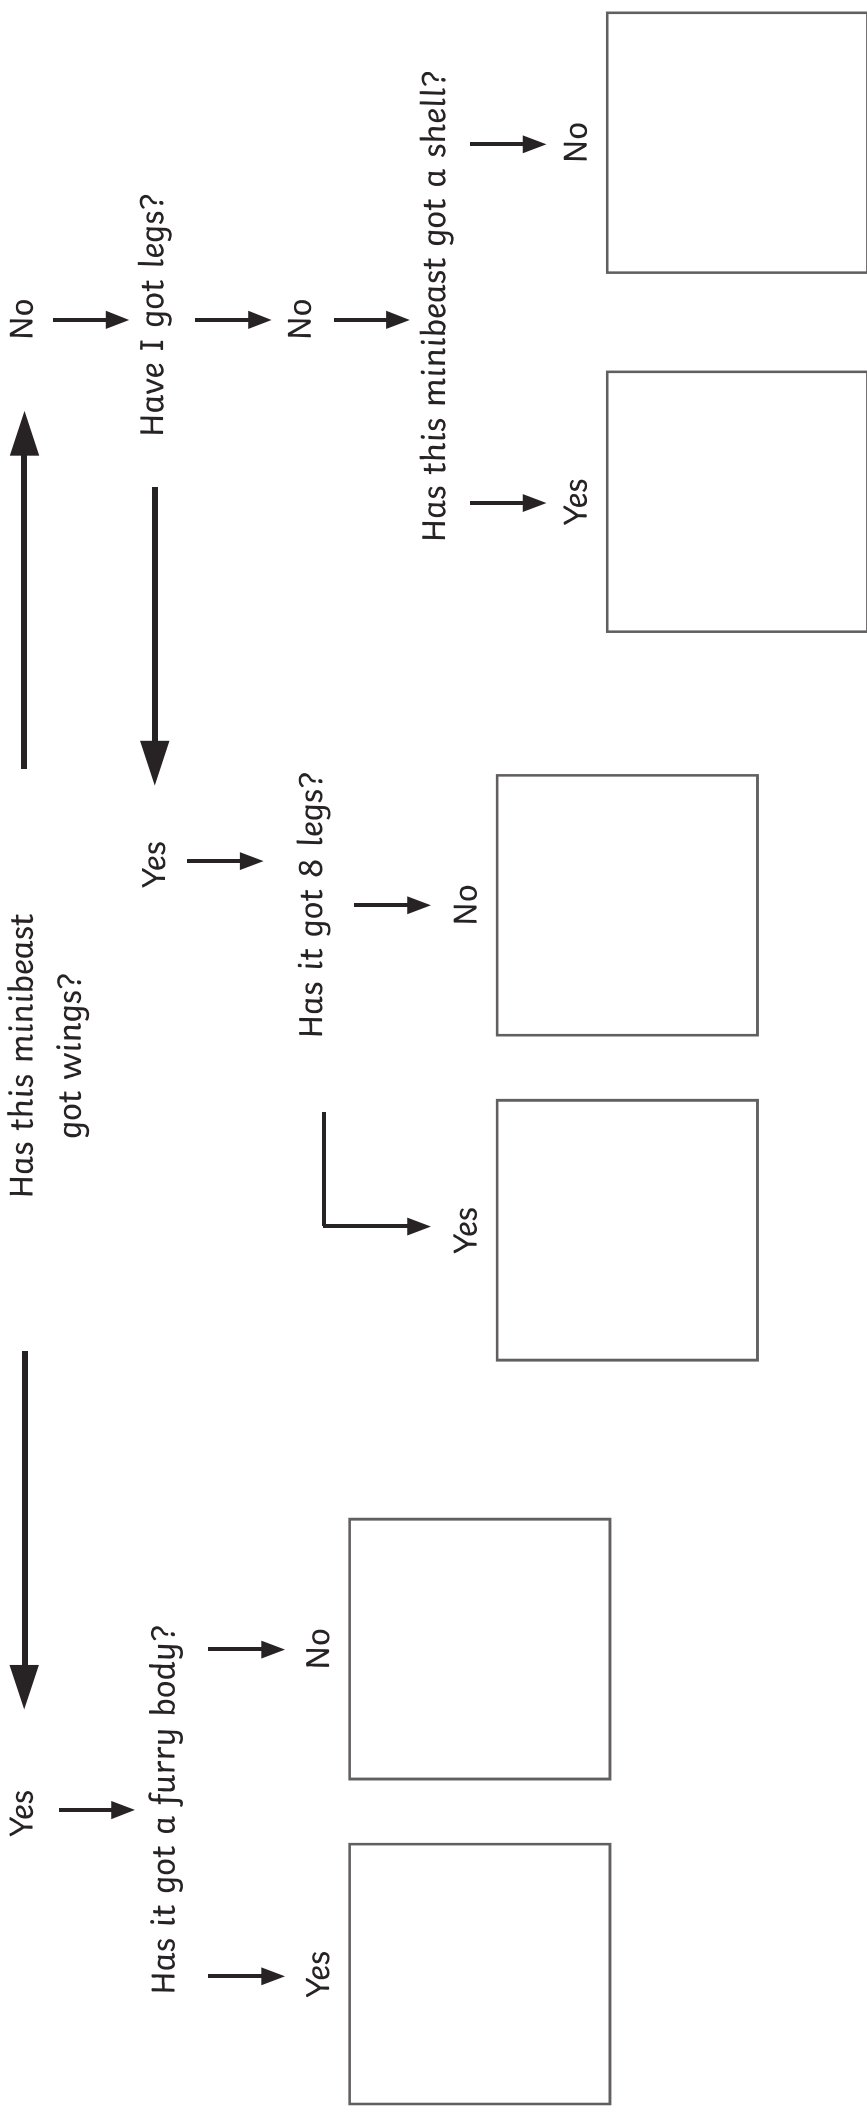 Has this minibeast
got wings?
Yes
No
Has it got a furry body?
Have I got legs?
Yes
No
Yes
No
Has it got 8 legs?
Has this minibeast got a shell?
Yes
No
Yes
No